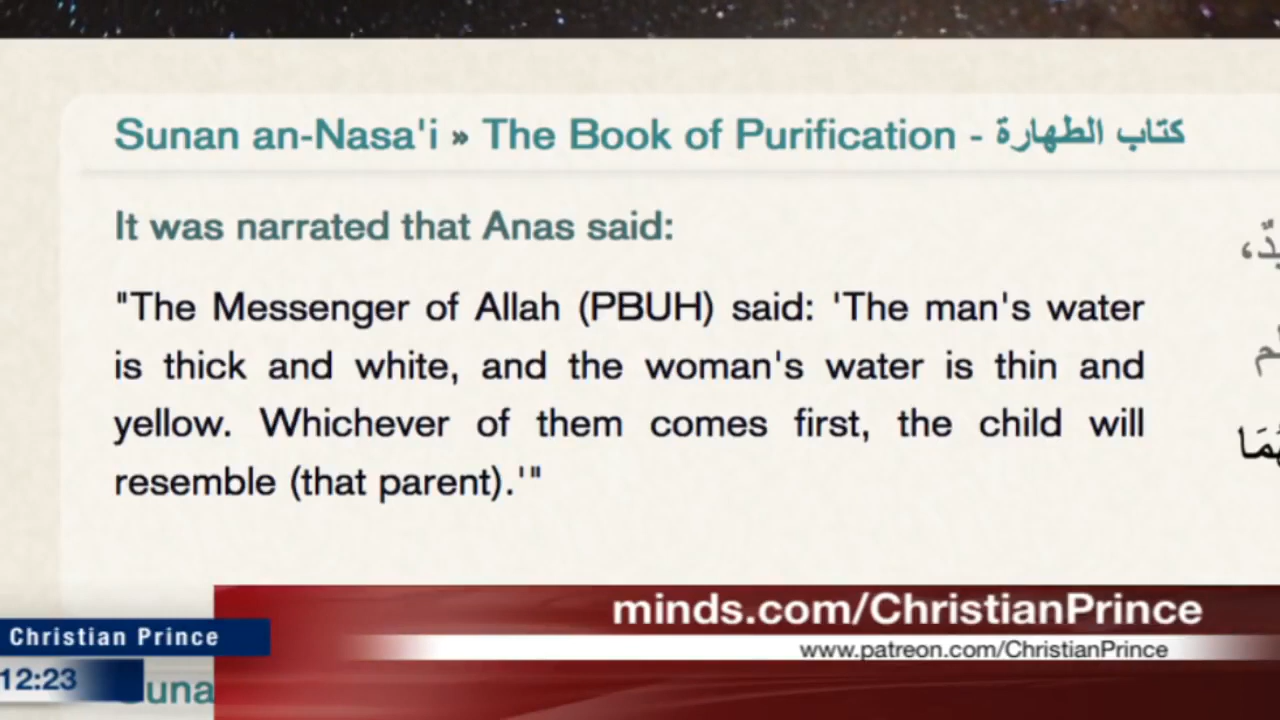 Sunan an-Nasa'i » The Book of Purification - كتاب الطهارة
It was narrated that Anas said:
"The Messenger of Allah (PBUH) said: 'The man's water
is thick and white, and the woman's water is thin and
yellow. Whichever of them comes first, the child will
resemble (that parent).'"
minds.com/ChristianPrince
Christian Prince
www.patreon.com/ChristianPrince
12:23
una